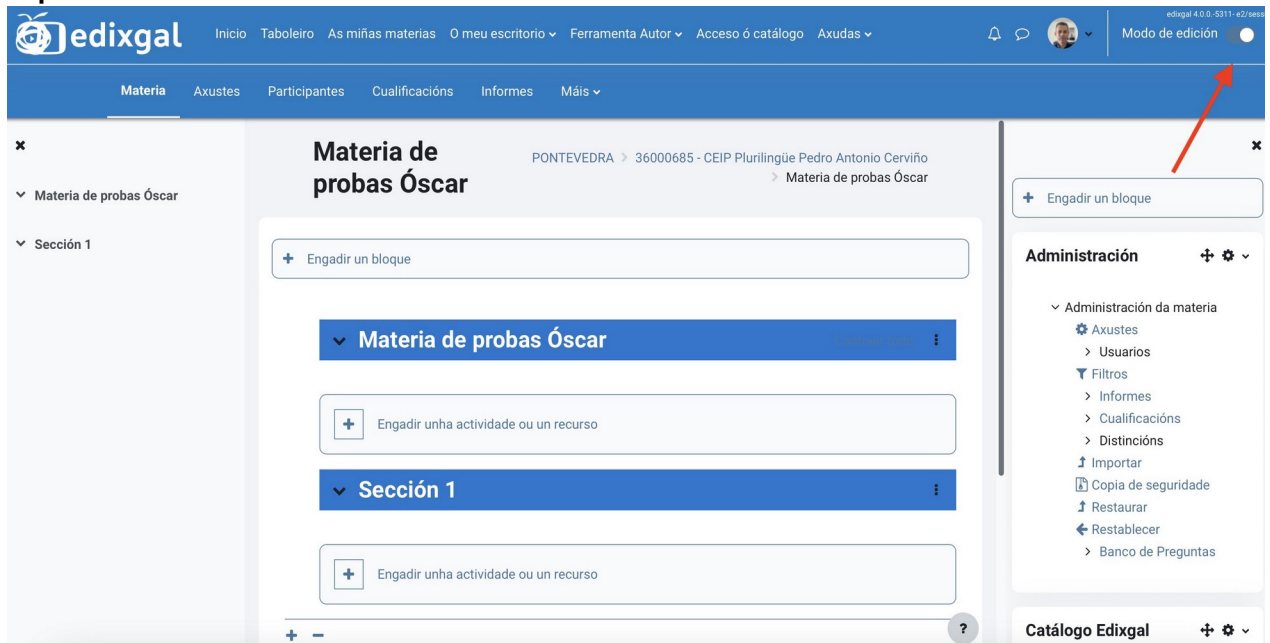 edixgal 4.0.0.-5311- e2/sess
edixgal
Inicio Taboleiro As miñas materias O meu escritorio Ferramenta Autor Acceso ó catálogo Axudas
Modo de edición
Materia Axustes Participantes Cualificacións Informes Máis
Materia de probas Óscar
Sección 1
Materia de
probas Óscar
PONTEVEDRA > 36000685 - CEIP Plurilingüe Pedro Antonio Cerviño
> Materia de probas Óscar
+ Engadir un bloque
Materia de probas Óscar
+ Engadir unha actividade ou un recurso
Sección 1
+ Engadir unha actividade ou un recurso
+ −
?
+ Engadir un bloque
Administración
Administración da materia
Axustes
> Usuarios
Filtros
> Informes
> Cualificacións
> Distincións
Importar
Copia de seguridade
Restaurar
Restablecer
> Banco de Preguntas
Catálogo Edixgal